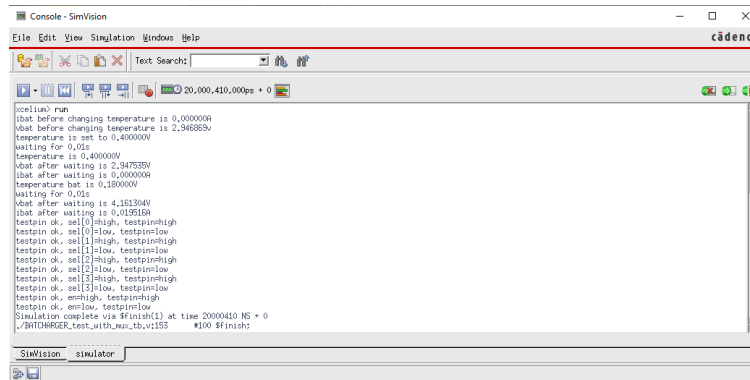 Console - SimVision
File Edit View Simulation Windows Help
cādenc
Text Search:
20,000,410,000ps + 0
xcelium> run
ibat before changing temperature is 0.000000A
vbat before changing temperature is 2.946869v
temperature is set to 0.400000V
waiting for 0.01s
temperature is 0.400000V
vbat after waiting is 2.947535V
ibat after waiting is 0.000000A
temperature bat is 0.180000V
waiting for 0.01s
vbat after waiting is 4.161304V
ibat after waiting is 0.019516A
testpin ok, sel[0]=high, testpin=high
testpin ok, sel[0]=low, testpin=low
testpin ok, sel[1]=high, testpin=high
testpin ok, sel[1]=low, testpin=low
testpin ok, sel[2]=high, testpin=high
testpin ok, sel[2]=low, testpin=low
testpin ok, sel[3]=high, testpin=high
testpin ok, sel[3]=low, testpin=low
testpin ok, en=high, testpin=high
testpin ok, en=low, testpin=low
Simulation complete via $finish(1) at time 20000410 NS + 0
./BATCHARGER_test_with_mux_tb.v:153 #100 $finish;
SimVision simulator